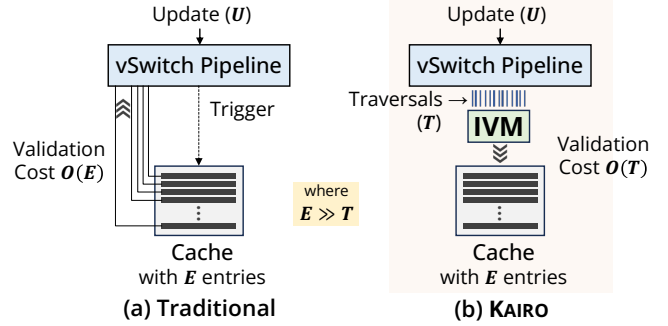 Update (U)
vSwitch Pipeline
Trigger
Validation
Cost O(E)
Cache
with E entries
(a) Traditional
where
E ≫ T
Update (U)
vSwitch Pipeline
Traversals →
(T)
IVM
Validation
Cost O(T)
Cache
with E entries
(b) KAIRO